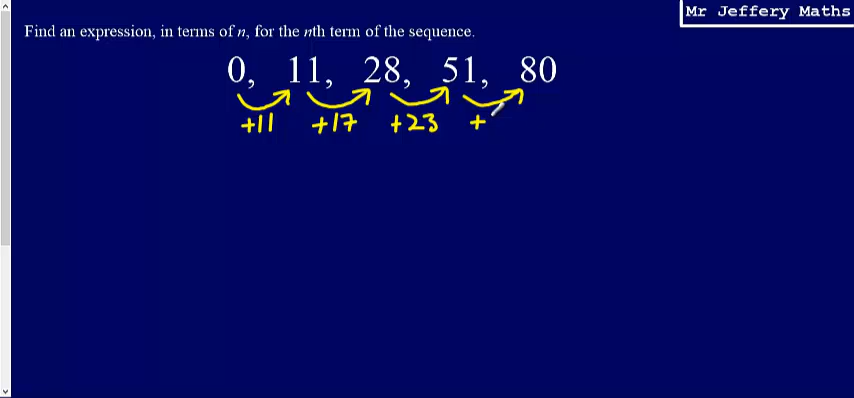 Mr Jeffery Maths
Find an expression, in terms of n, for the nth term of the sequence.
0, 11, 28, 51, 80
+11 +17 +23 +